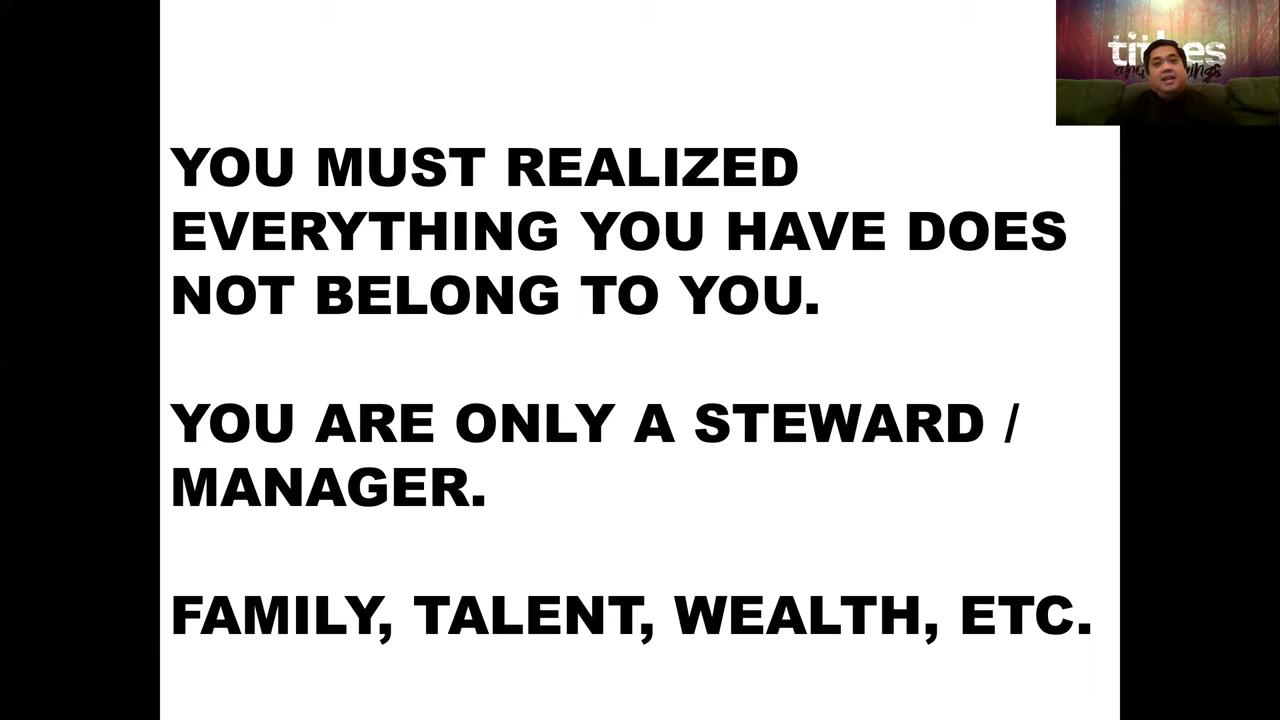 tithes
YOU MUST REALIZED
EVERYTHING YOU HAVE DOES
NOT BELONG TO YOU.
YOU ARE ONLY A STEWARD /
MANAGER.
FAMILY, TALENT, WEALTH, ETC.